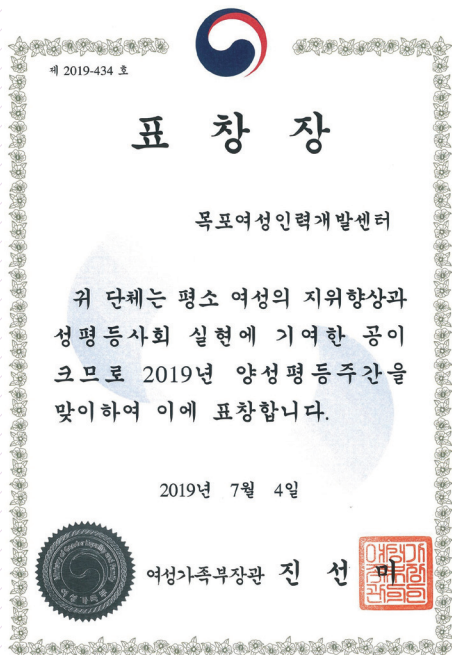 제 2019-434 호
표 창 장
목포여성인력개발센터
귀 단체는 평소 여성의 지위향상과
성평등사회 실현에 기여한 공이
크므로 2019년 양성평등주간을
맞이하여 이에 표창합니다.
2019년 7월 4일
여성가족부장관 진 선 미